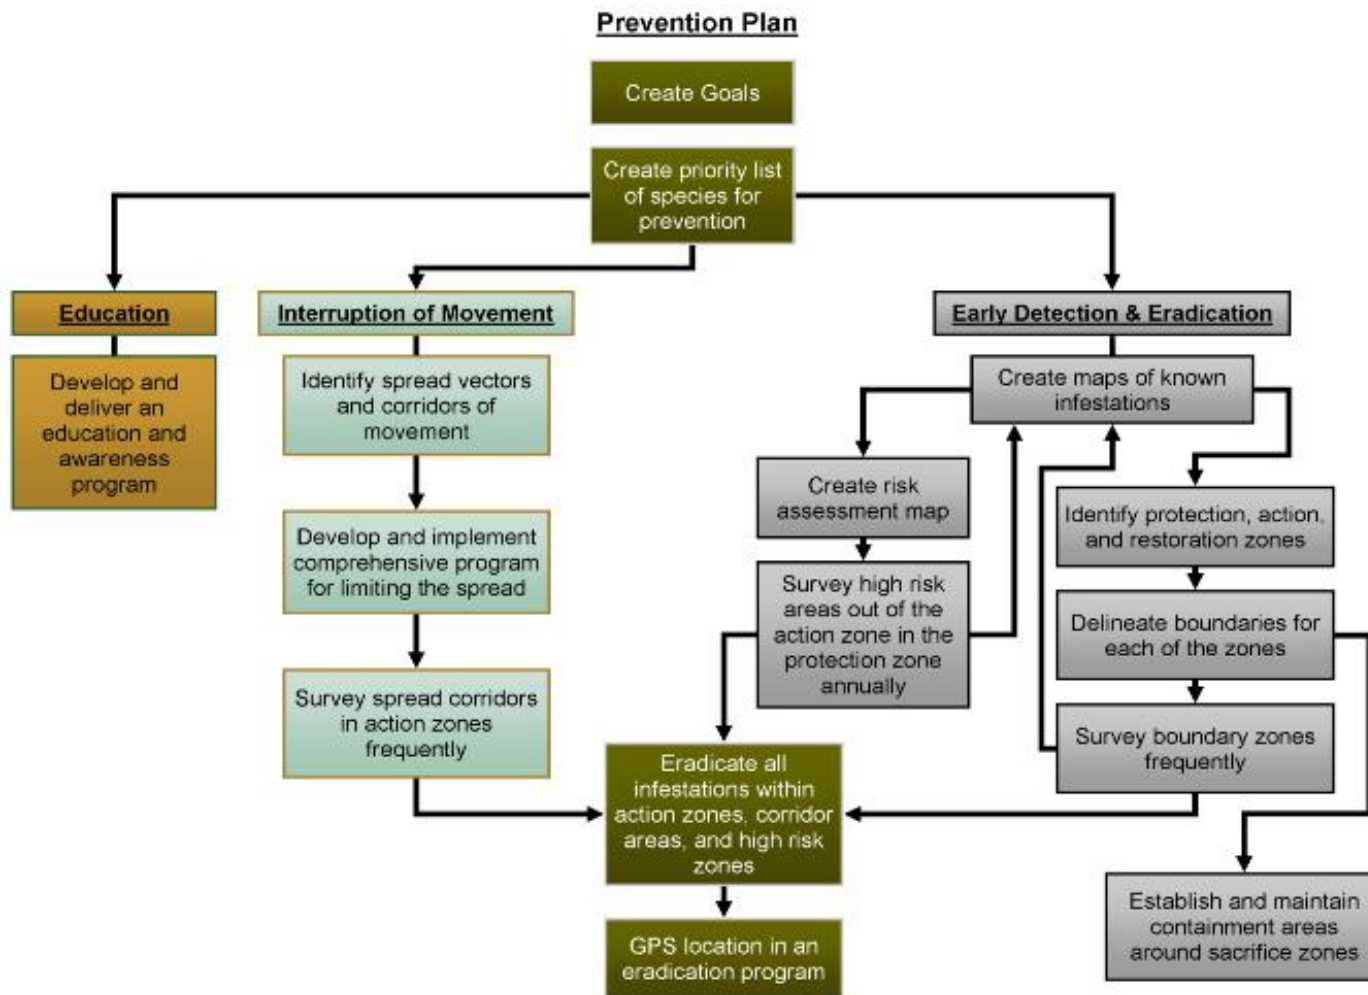 Prevention Plan
Create Goals
Create priority list
of species for
prevention
Education
Develop and
deliver an
education and
awareness
program
Interruption of Movement
Identify spread vectors
and corridors of
movement
Develop and implement
comprehensive program
for limiting the spread
Survey spread corridors
in action zones
frequently
Early Detection & Eradication
Create maps of known
infestations
Create risk
assessment map
Survey high risk
areas out of the
action zone in the
protection zone
annually
Identify protection, action,
and restoration zones
Delineate boundaries for
each of the zones
Survey boundary zones
frequently
Eradicate all
infestations within
action zones, corridor
areas, and high risk
zones
GPS location in an
eradication program
Establish and maintain
containment areas
around sacrifice zones